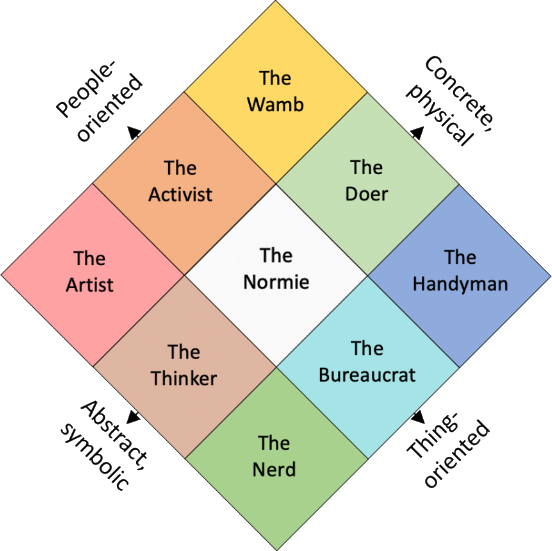 People-
oriented
Concrete,
physical
The
Wamb
The
Activist
The
Doer
The
Artist
The
Normie
The
Handyman
The
Thinker
The
Bureaucrat
The
Nerd
Abstract,
symbolic
Thing-
oriented